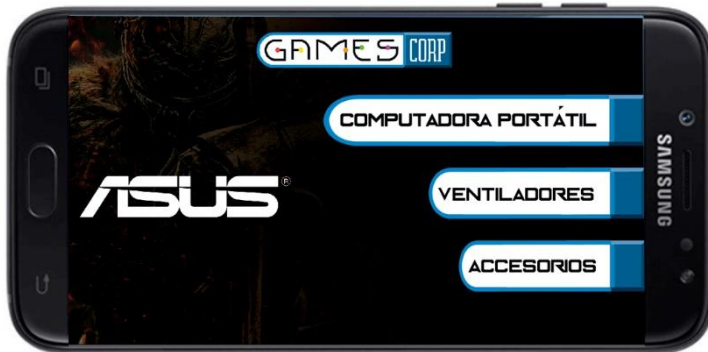 GAMES CORP
COMPUTADORA PORTÁTIL
ASUS®
VENTILADORES
ACCESORIOS
SAMSUNG